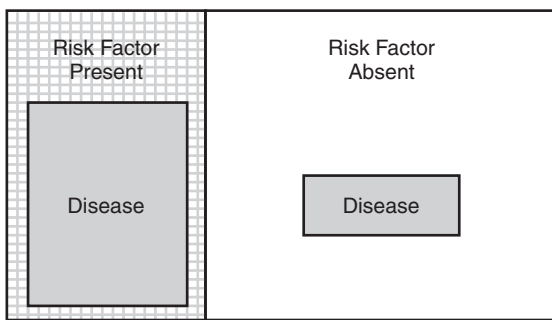 Risk Factor
Present
Disease
Risk Factor
Absent
Disease